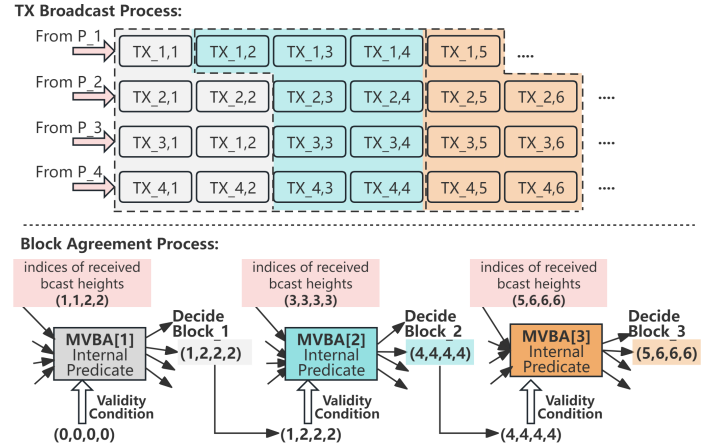 TX Broadcast Process:
From P_1
TX_1,1 TX_1,2 TX_1,3 TX_1,4 TX_1,5 ....
From P_2
TX_2,1 TX_2,2 TX_2,3 TX_2,4 TX_2,5 TX_2,6 ....
From P_3
TX_3,1 TX_1,2 TX_3,3 TX_3,4 TX_3,5 TX_3,6 ....
From P_4
TX_4,1 TX_4,2 TX_4,3 TX_4,4 TX_4,5 TX_4,6 ....
Block Agreement Process:
indices of received
bcast heights
(1,1,2,2)
MVBA[1]
Internal
Predicate
Decide
Block_1
(1,2,2,2)
Validity
Condition
(0,0,0,0)
indices of received
bcast heights
(3,3,3,3)
MVBA[2]
Internal
Predicate
Decide
Block_2
(4,4,4,4)
Validity
Condition
(1,2,2,2)
indices of received
bcast heights
(5,6,6,6)
MVBA[3]
Internal
Predicate
Decide
Block_3
(5,6,6,6)
Validity
Condition
(4,4,4,4)